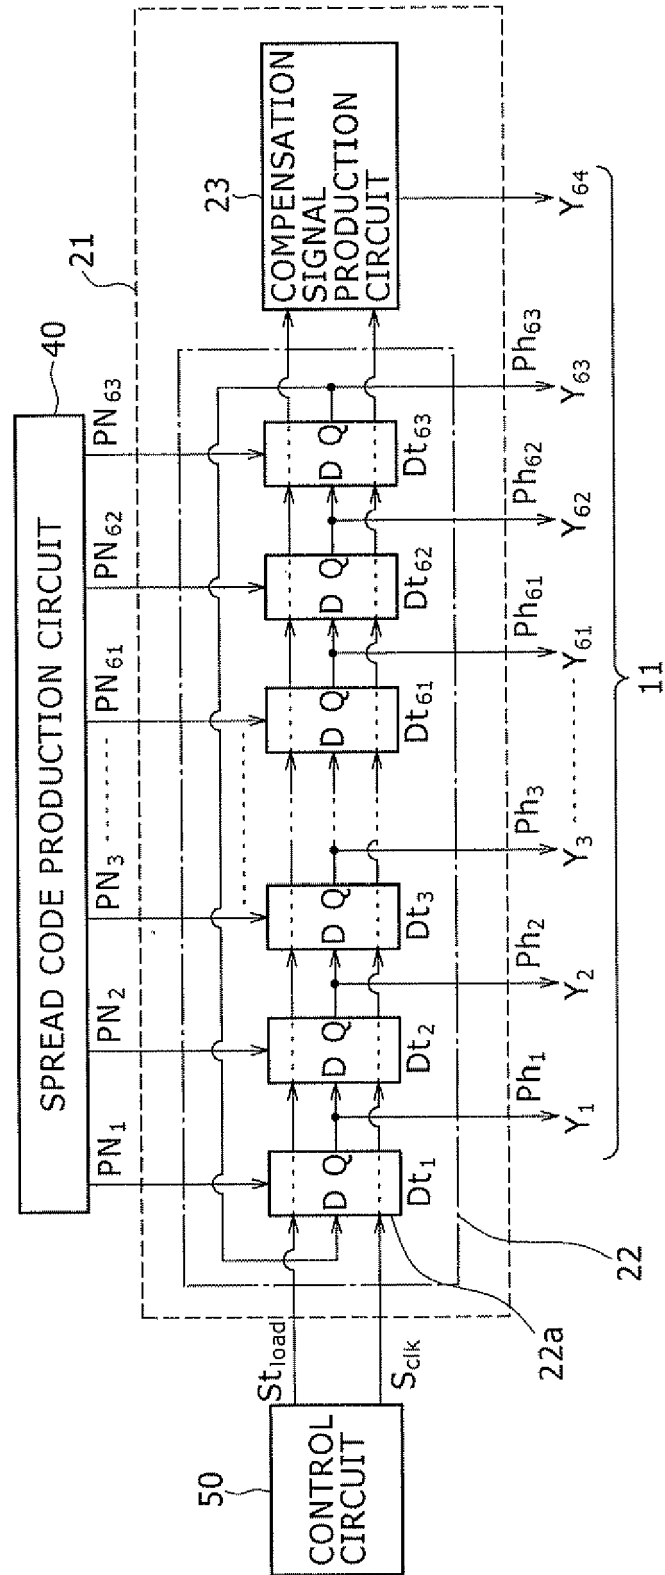 SPREAD CODE PRODUCTION CIRCUIT
40
PN₁
PN₂
PN₃
PN₆₁
PN₆₂
PN₆₃
21
50
CONTROL
CIRCUIT
St_load
S_clk
D Q
Dt₁
D Q
Dt₂
D Q
Dt₃
D Q
Dt₆₁
D Q
Dt₆₂
D Q
Dt₆₃
23
COMPENSATION
SIGNAL
PRODUCTION
CIRCUIT
22a
22
Ph₁
Ph₂
Ph₃
Ph₆₁
Ph₆₂
Ph₆₃
Y₁
Y₂
Y₃
Y₆₁
Y₆₂
Y₆₃
Y₆₄
11